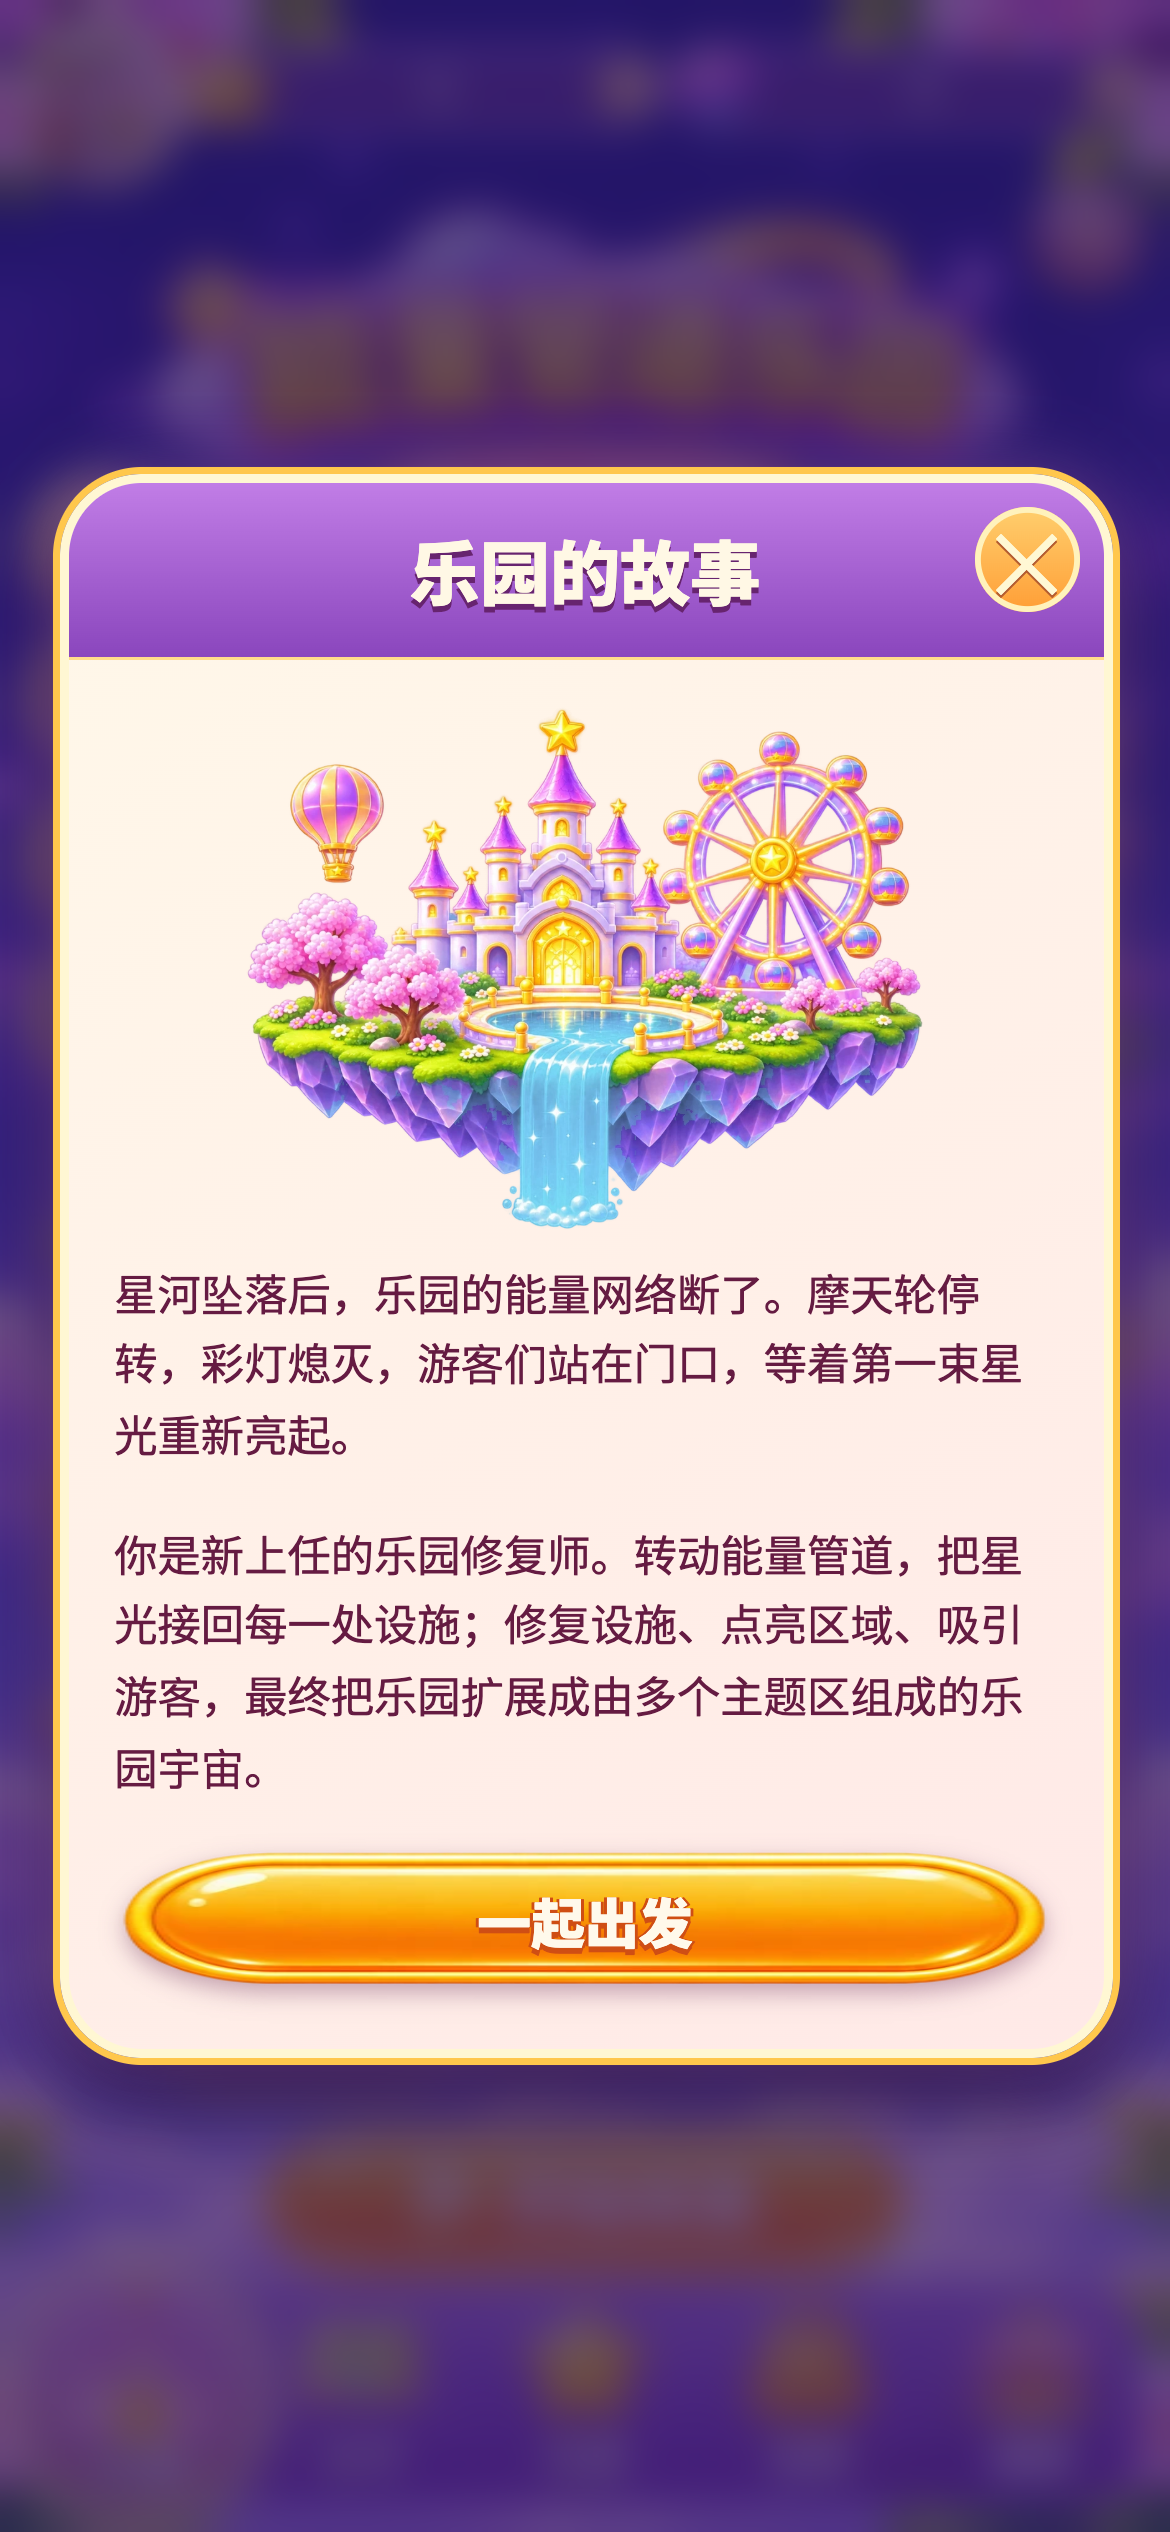 乐园的故事
星河坠落后，乐园的能量网络断了。摩天轮停
转，彩灯熄灭，游客们站在门口，等着第一束星
光重新亮起。
你是新上任的乐园修复师。转动能量管道，把星
光接回每一处设施；修复设施、点亮区域、吸引
游客，最终把乐园扩展成由多个主题区组成的乐
园宇宙。
一起出发